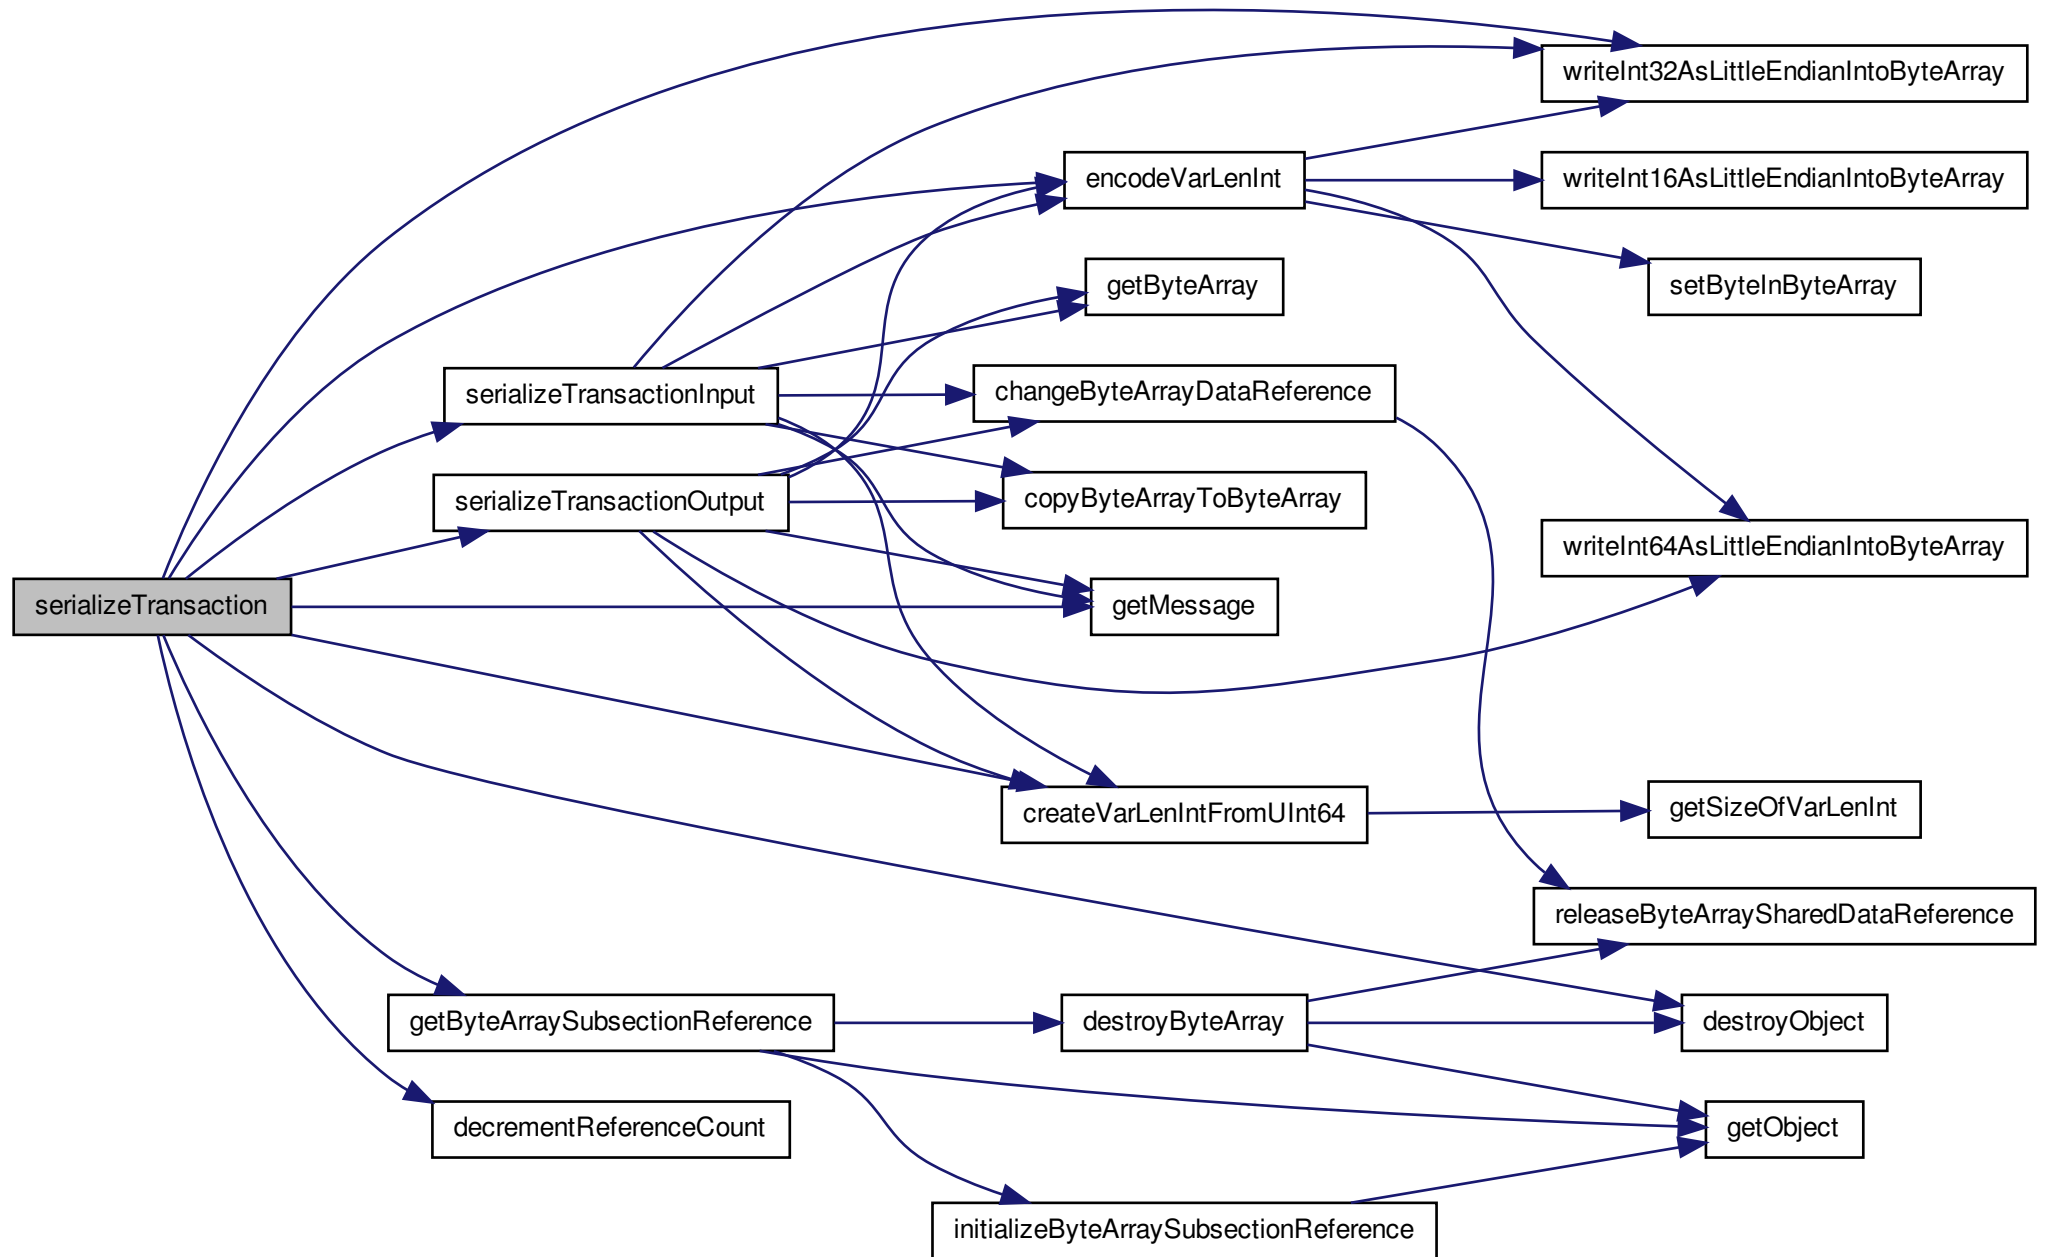 writeInt32AsLittleEndianIntoByteArray
encodeVarLenInt
writeInt16AsLittleEndianIntoByteArray
getByteArray
setByteInByteArray
serializeTransactionInput
changeByteArrayDataReference
serializeTransactionOutput
copyByteArrayToByteArray
writeInt64AsLittleEndianIntoByteArray
serializeTransaction
getMessage
createVarLenIntFromUInt64
getSizeOfVarLenInt
releaseByteArraySharedDataReference
getByteArraySubsectionReference
destroyByteArray
destroyObject
decrementReferenceCount
getObject
initializeByteArraySubsectionReference